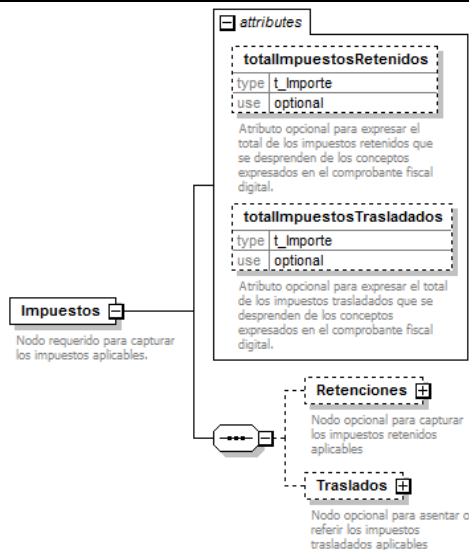 attributes
totalImpuestosRetenidos
type t_Importe
use optional
Atributo opcional para expresar el
total de los impuestos retenidos que
se desprenden de los conceptos
expresados en el comprobante fiscal
digital.
totalImpuestosTrasladados
type t_Importe
use optional
Atributo opcional para expresar el total
de los impuestos trasladados que se
desprenden de los conceptos
expresados en el comprobante fiscal
digital.
Impuestos
Nodo requerido para capturar
los impuestos aplicables.
Retenciones
Nodo opcional para capturar
los impuestos retenidos
aplicables
Traslados
Nodo opcional para asentar o
referir los impuestos
trasladados aplicables